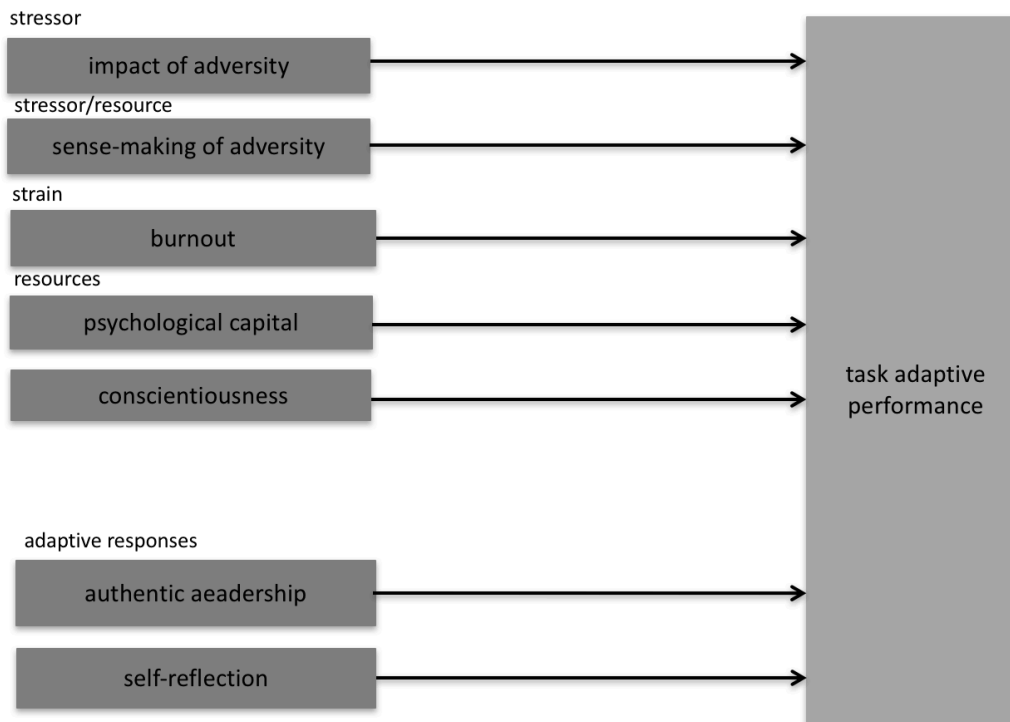 stressor
impact of adversity
stressor/resource
sense-making of adversity
strain
burnout
resources
psychological capital
conscientiousness
task adaptive
performance
adaptive responses
authentic aeadership
self-reflection